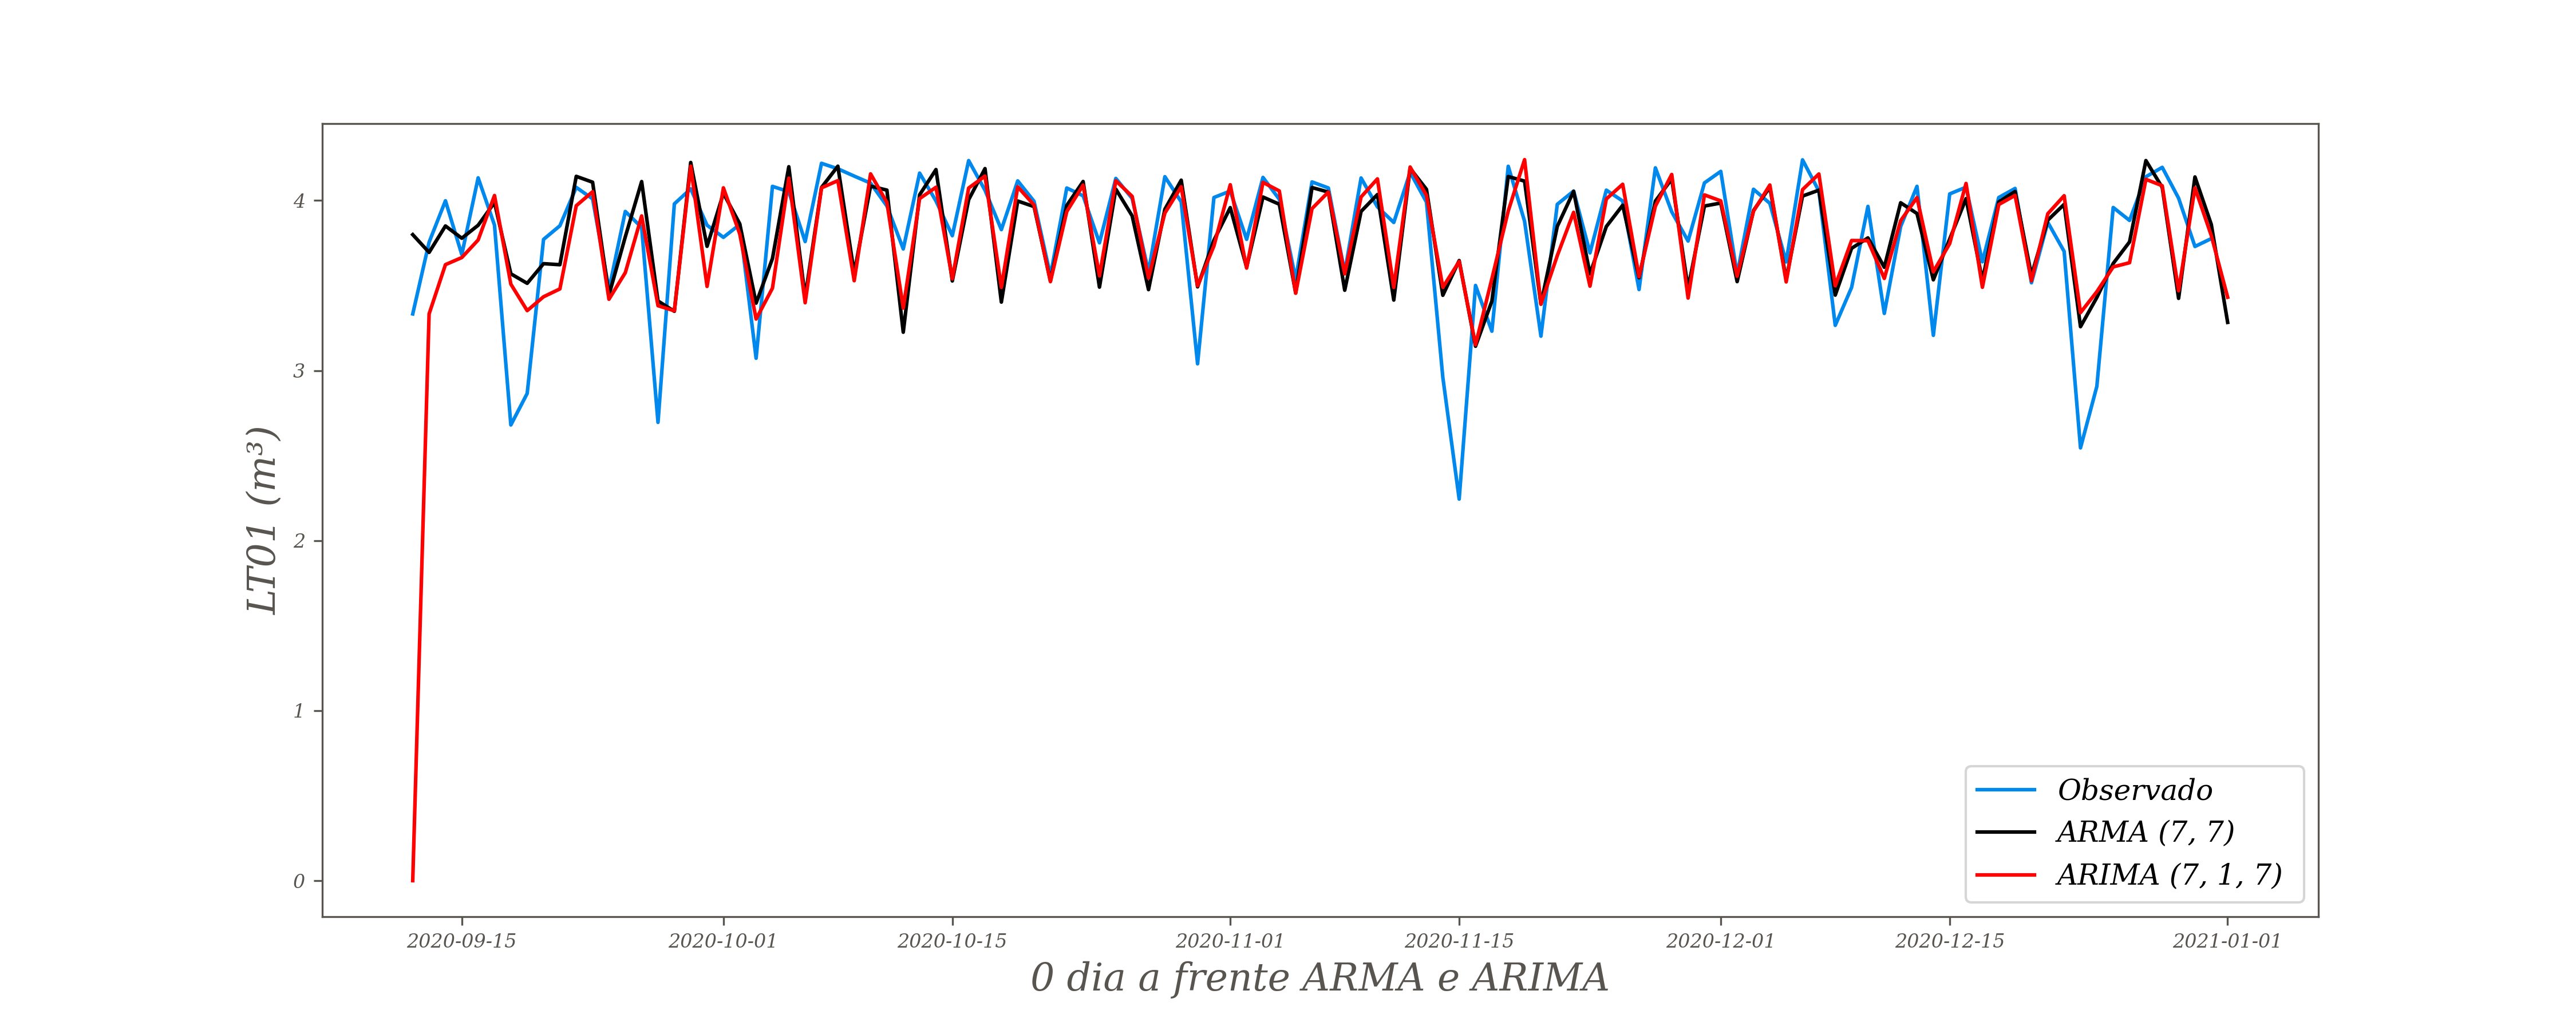 LT01 (m³)
4
3
2
1
0
Observado
ARMA (7, 7)
ARIMA (7, 1, 7)
2020-09-15 2020-10-01 2020-10-15 2020-11-01 2020-11-15 2020-12-01 2020-12-15 2021-01-01
0 dia a frente ARMA e ARIMA